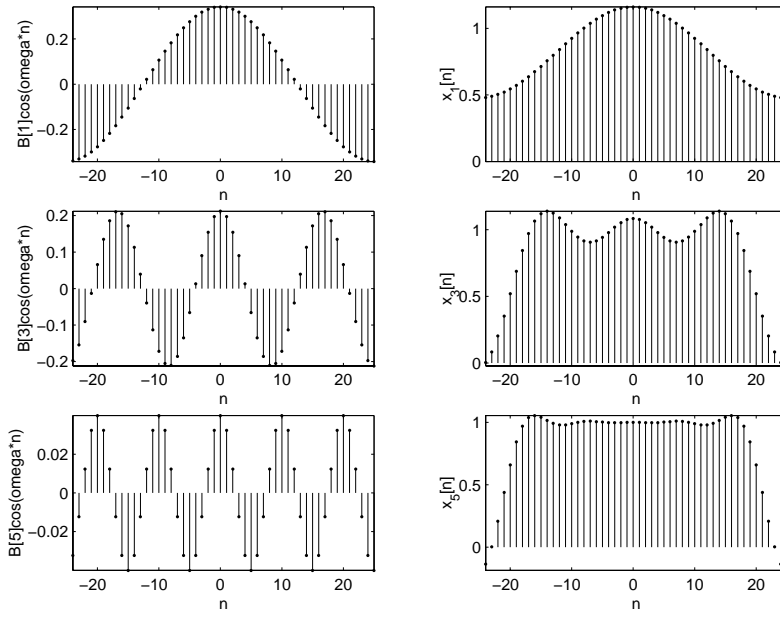 B[1]cos(omega*n)
0.2
0
−0.2
−20 −10 0 10 20
n
x1[n]
1
0.5
0
−20 −10 0 10 20
n
B[3]cos(omega*n)
0.2
0.1
0
−0.1
−0.2
−20 −10 0 10 20
n
x3[n]
1
0.5
0
−20 −10 0 10 20
n
B[5]cos(omega*n)
0.02
0
−0.02
−20 −10 0 10 20
n
x5[n]
1
0.5
0
−20 −10 0 10 20
n